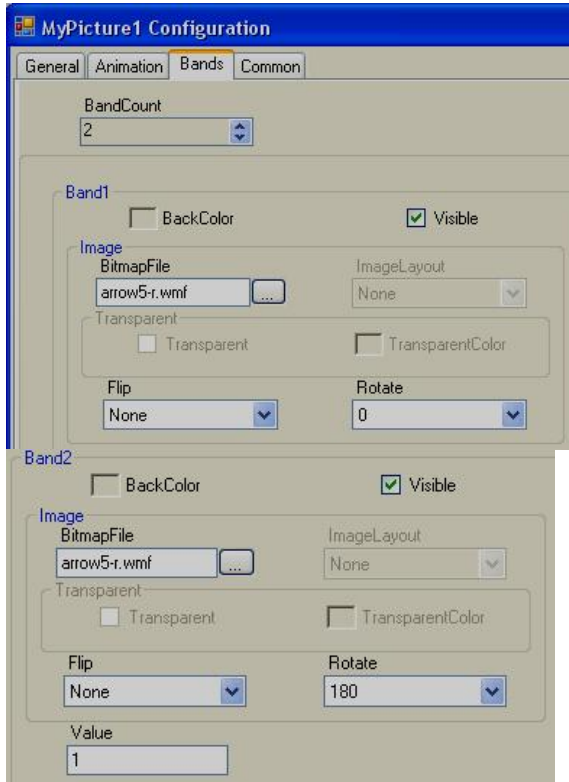 MyPicture1 Configuration
General Animation Bands Common
BandCount
2
Band1
BackColor Visible
Image
BitmapFile ImageLayout
arrow5-r.wmf ... None
Transparent
Transparent TransparentColor
Flip Rotate
None 0
Band2
BackColor Visible
Image
BitmapFile ImageLayout
arrow5-r.wmf ... None
Transparent
Transparent TransparentColor
Flip Rotate
None 180
Value
1